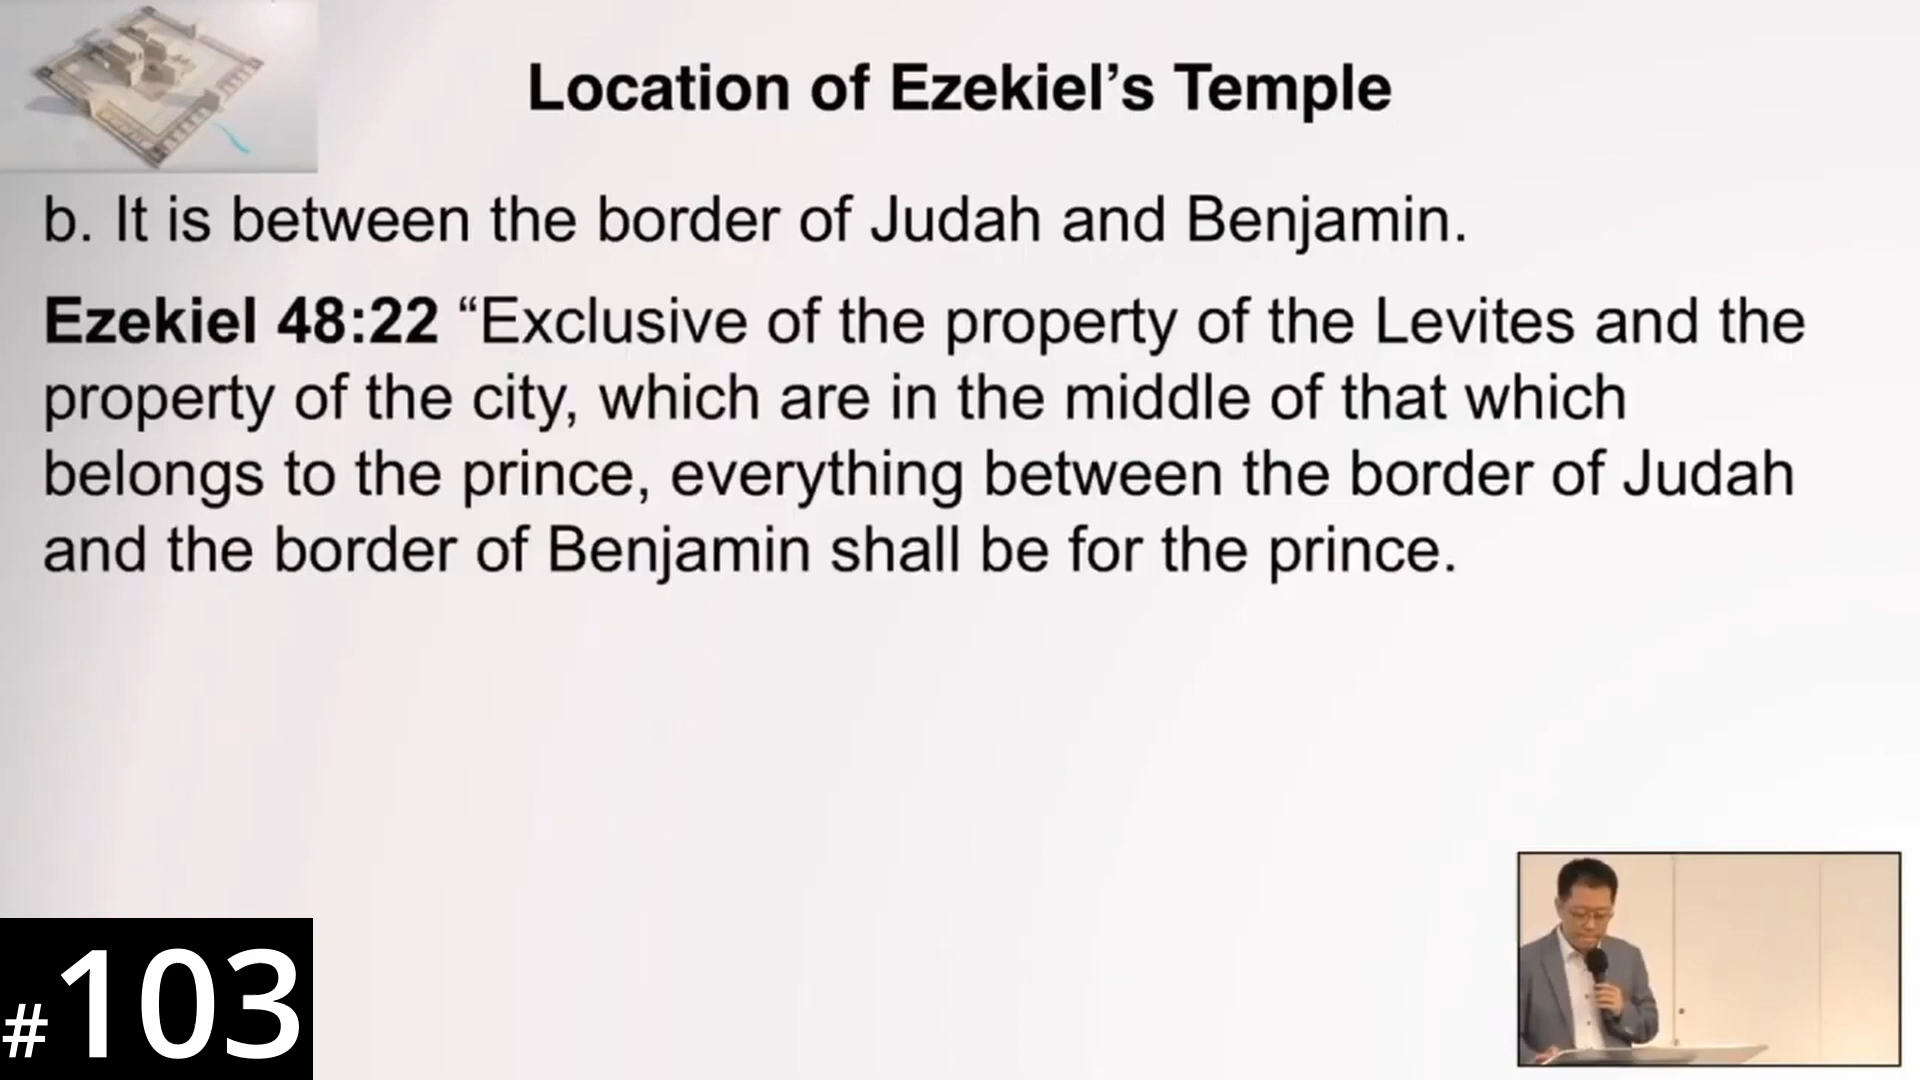 Location of Ezekiel’s Temple
b. It is between the border of Judah and Benjamin.
Ezekiel 48:22 “Exclusive of the property of the Levites and the
property of the city, which are in the middle of that which
belongs to the prince, everything between the border of Judah
and the border of Benjamin shall be for the prince.
#103